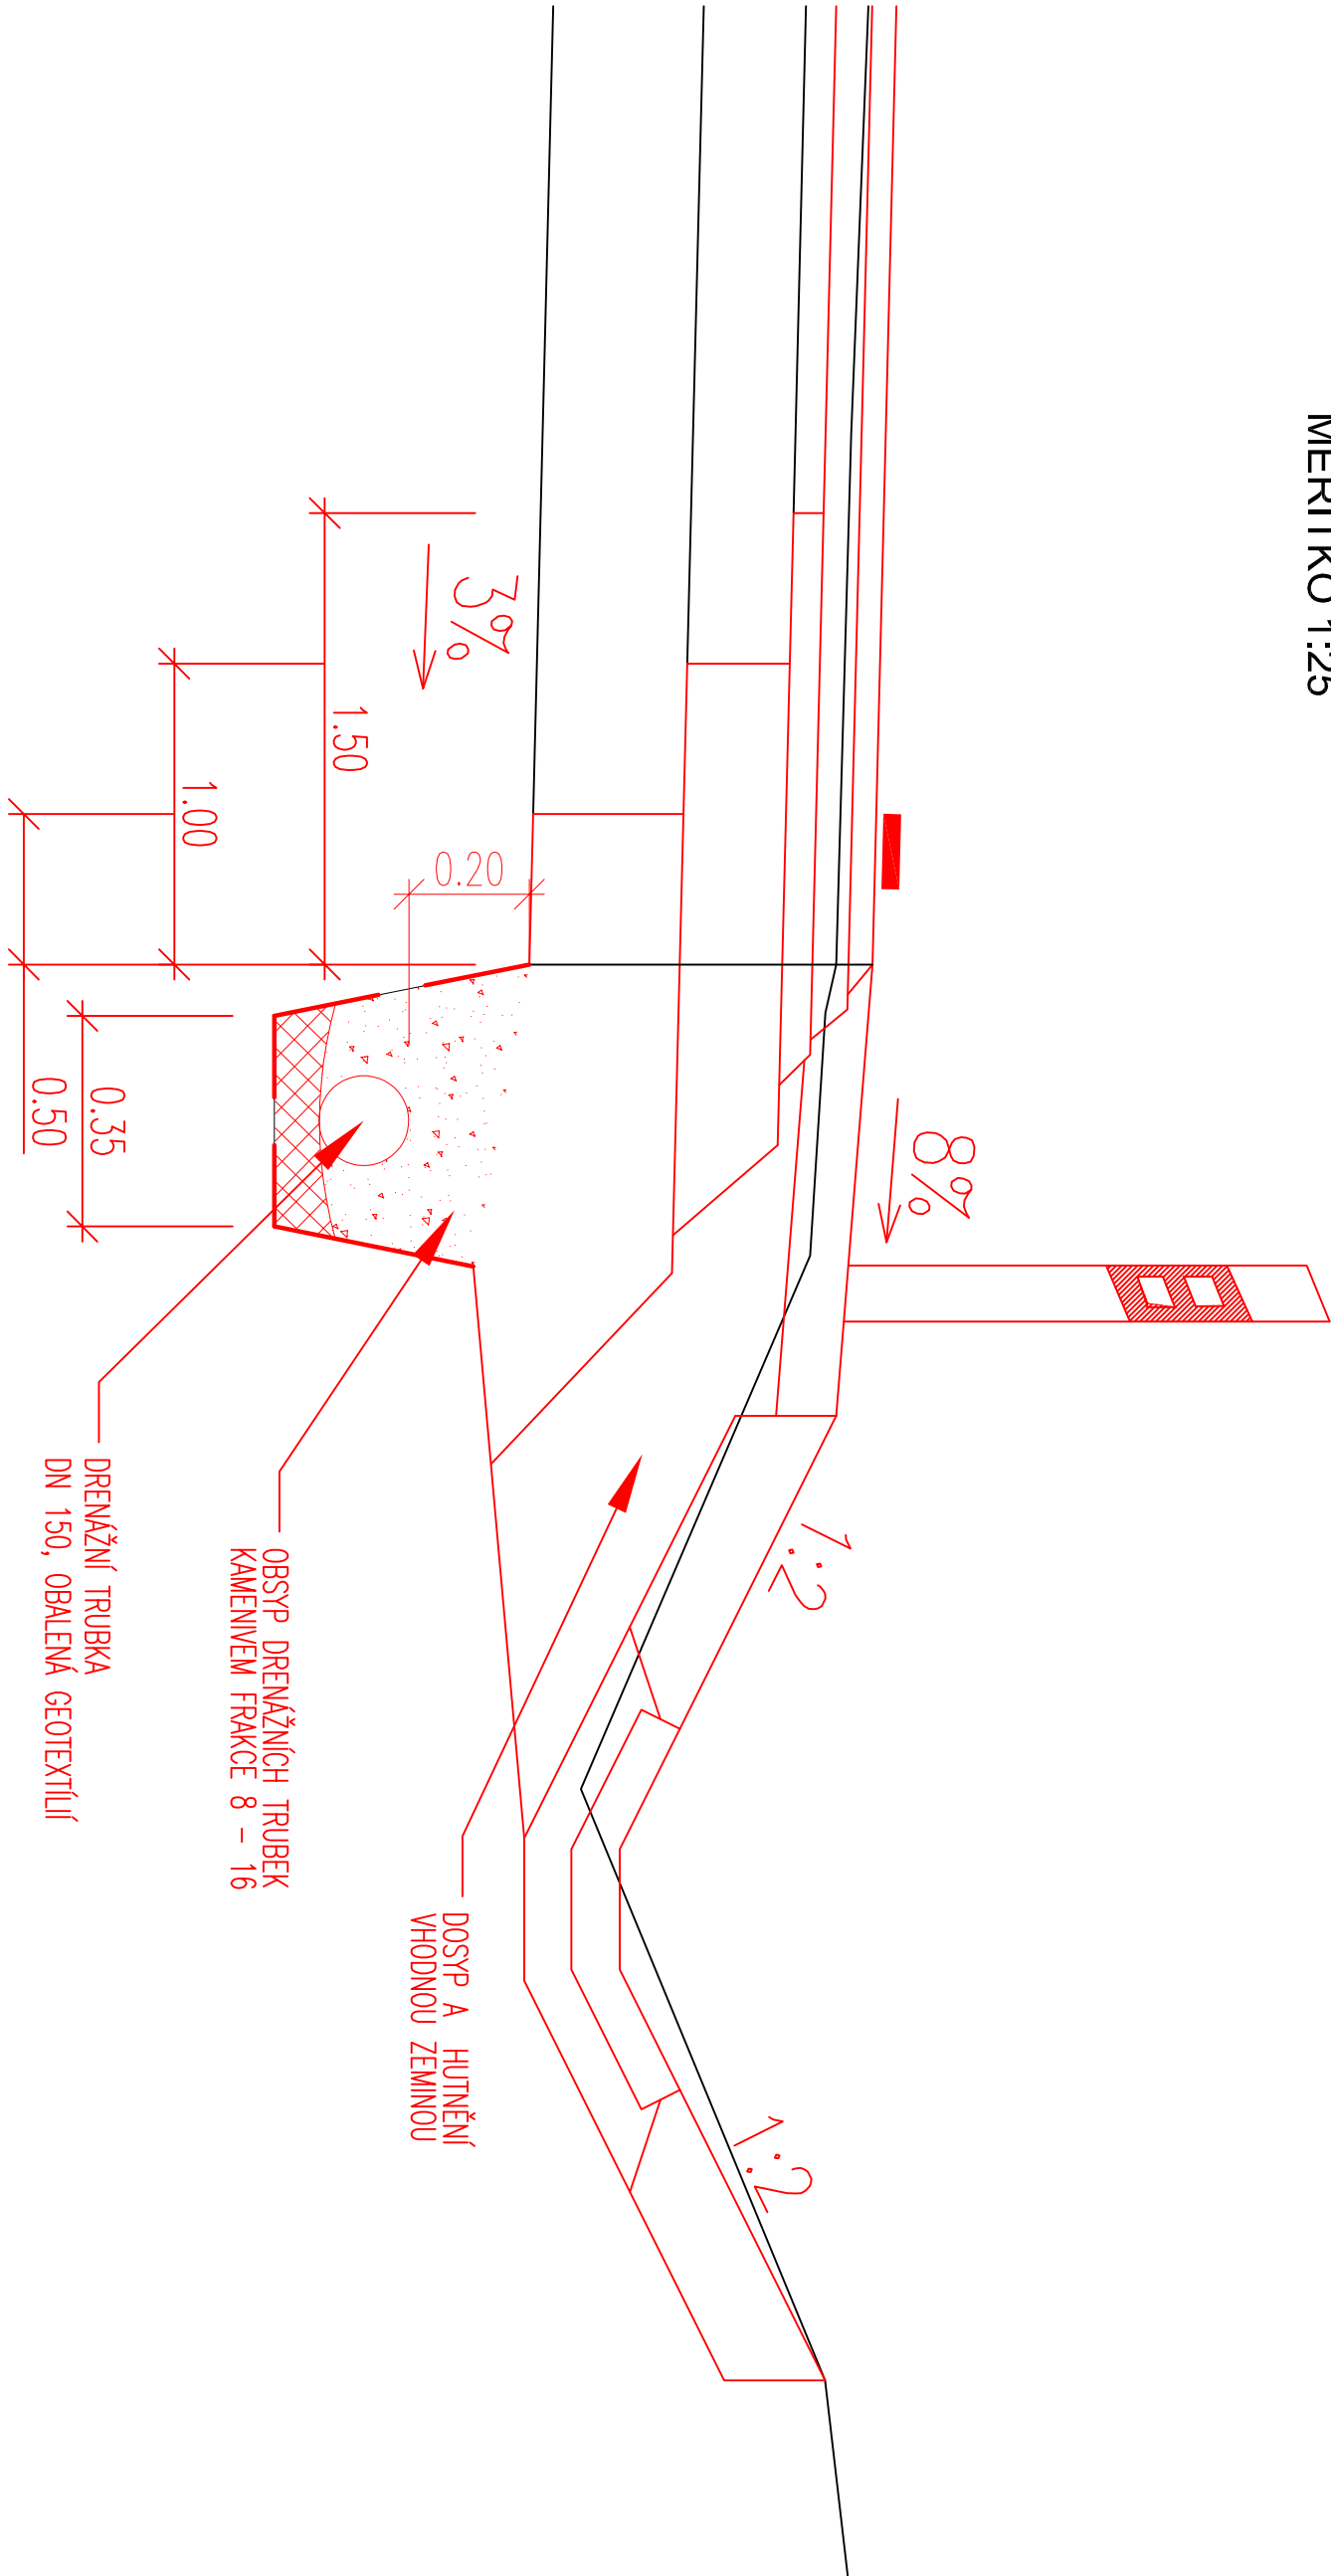 MĚŘÍTKO 1:25
8%
3%
1:2
1:2
0.20
1.50
1.00
0.35
0.50
DOSYP A HUTNĚNÍ
VHODNOU ZEMINOU
OBSYP DRENÁŽNÍCH TRUBEK
KAMENIVEM FRAKCE 8 - 16
DRENÁŽNÍ TRUBKA
DN 150, OBALENÁ GEOTEXTÍLIÍ